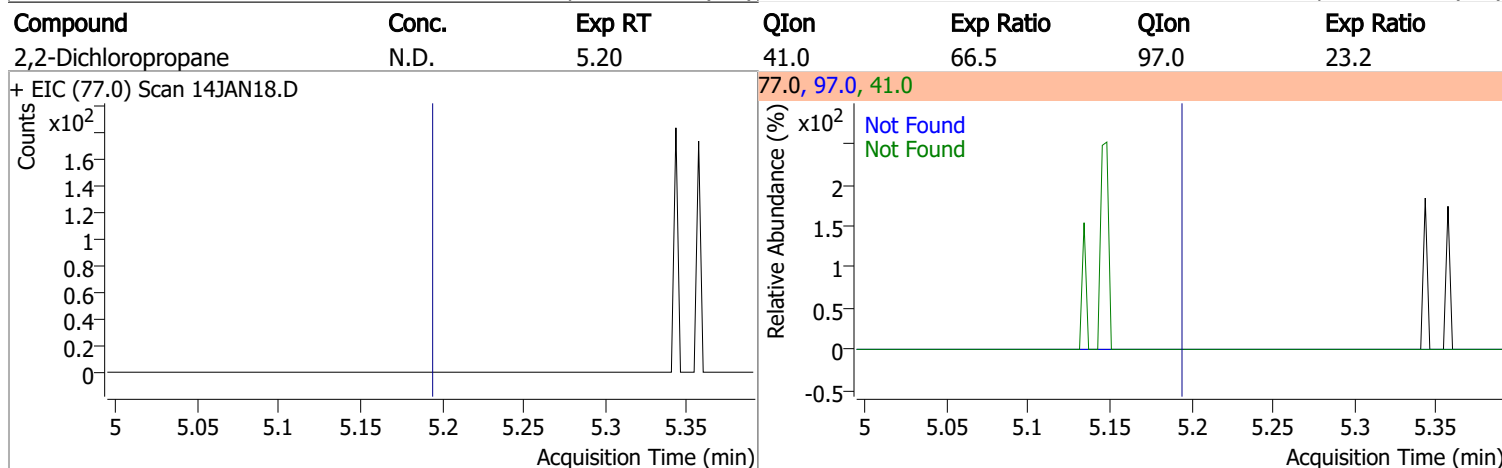 Compound Conc. Exp RT QIon Exp Ratio QIon Exp Ratio
2,2-Dichloropropane N.D. 5.20 41.0 66.5 97.0 23.2
+ EIC (77.0) Scan 14JAN18.D
Counts
x10²
1.6
1.4
1.2
1
0.8
0.6
0.4
0.2
0
5 5.05 5.1 5.15 5.2 5.25 5.3 5.35
Acquisition Time (min)
77.0, 97.0, 41.0
Relative Abundance (%)
x10²
Not Found
Not Found
2
1.5
1
0.5
0
-0.5
5 5.05 5.1 5.15 5.2 5.25 5.3 5.35
Acquisition Time (min)